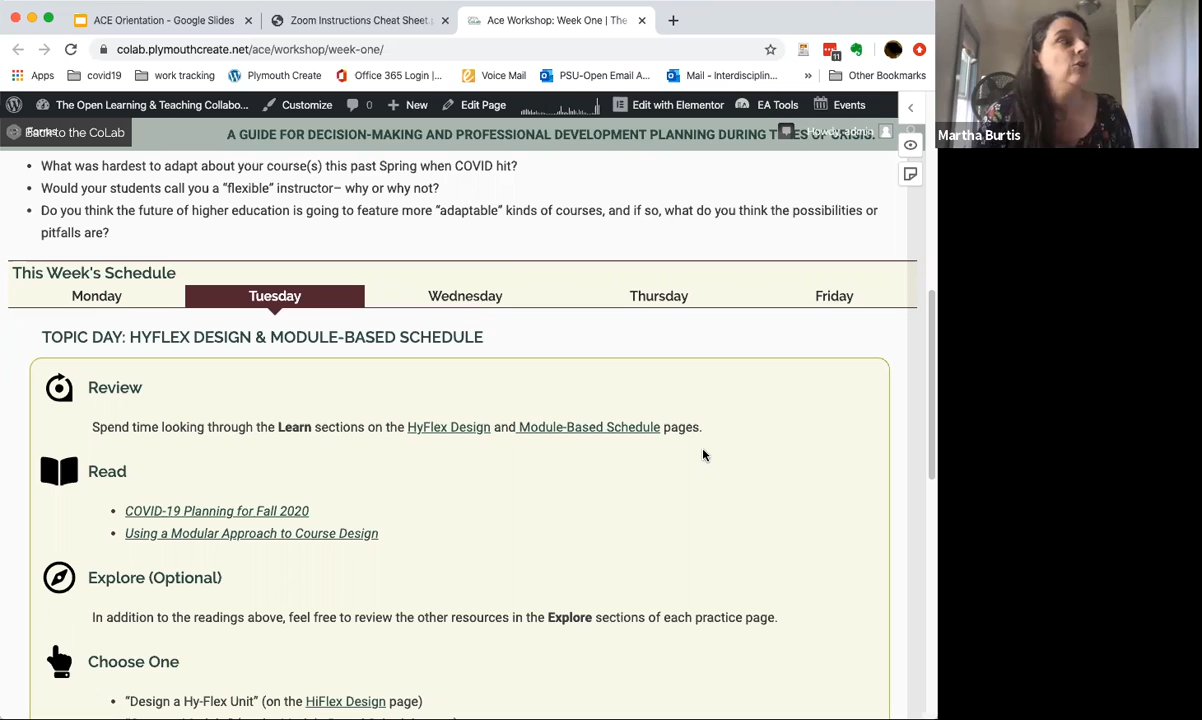 ACE Orientation - Google Slides
Zoom Instructions Cheat Sheet.
Ace Workshop: Week One | The
colab.plymouthcreate.net/ace/workshop/week-one/
11
Apps
covid19
work tracking
Plymouth Create
Office 365 Login |...
Voice Mail
PSU-Open Email A...
Mail - Interdisciplin...
»
Other Bookmarks
The Open Learning & Teaching Collabo...
Customize
0
New
Edit Page
Edit with Elementor
EA Tools
Events
to the CoLab
Howdy, admin
A GUIDE FOR DECISION-MAKING AND PROFESSIONAL DEVELOPMENT PLANNING DURING TIMES OF CRISIS.
Martha Burtis
• What was hardest to adapt about your course(s) this past Spring when COVID hit?
• Would your students call you a “flexible” instructor– why or why not?
• Do you think the future of higher education is going to feature more “adaptable” kinds of courses, and if so, what do you think the possibilities or
pitfalls are?
This Week's Schedule
Monday
Tuesday
Wednesday
Thursday
Friday
TOPIC DAY: HYFLEX DESIGN & MODULE-BASED SCHEDULE
Review
Spend time looking through the Learn sections on the HyFlex Design and Module-Based Schedule pages.
Read
• COVID-19 Planning for Fall 2020
• Using a Modular Approach to Course Design
Explore (Optional)
In addition to the readings above, feel free to review the other resources in the Explore sections of each practice page.
Choose One
• “Design a Hy-Flex Unit” (on the HiFlex Design page)